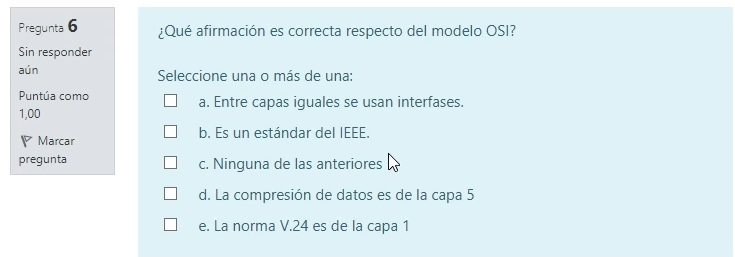 Pregunta 6
Sin responder
aún
Puntúa como
1,00
Marcar
pregunta
¿Qué afirmación es correcta respecto del modelo OSI?
Seleccione una o más de una:
a. Entre capas iguales se usan interfases.
b. Es un estándar del IEEE.
c. Ninguna de las anteriores
d. La compresión de datos es de la capa 5
e. La norma V.24 es de la capa 1